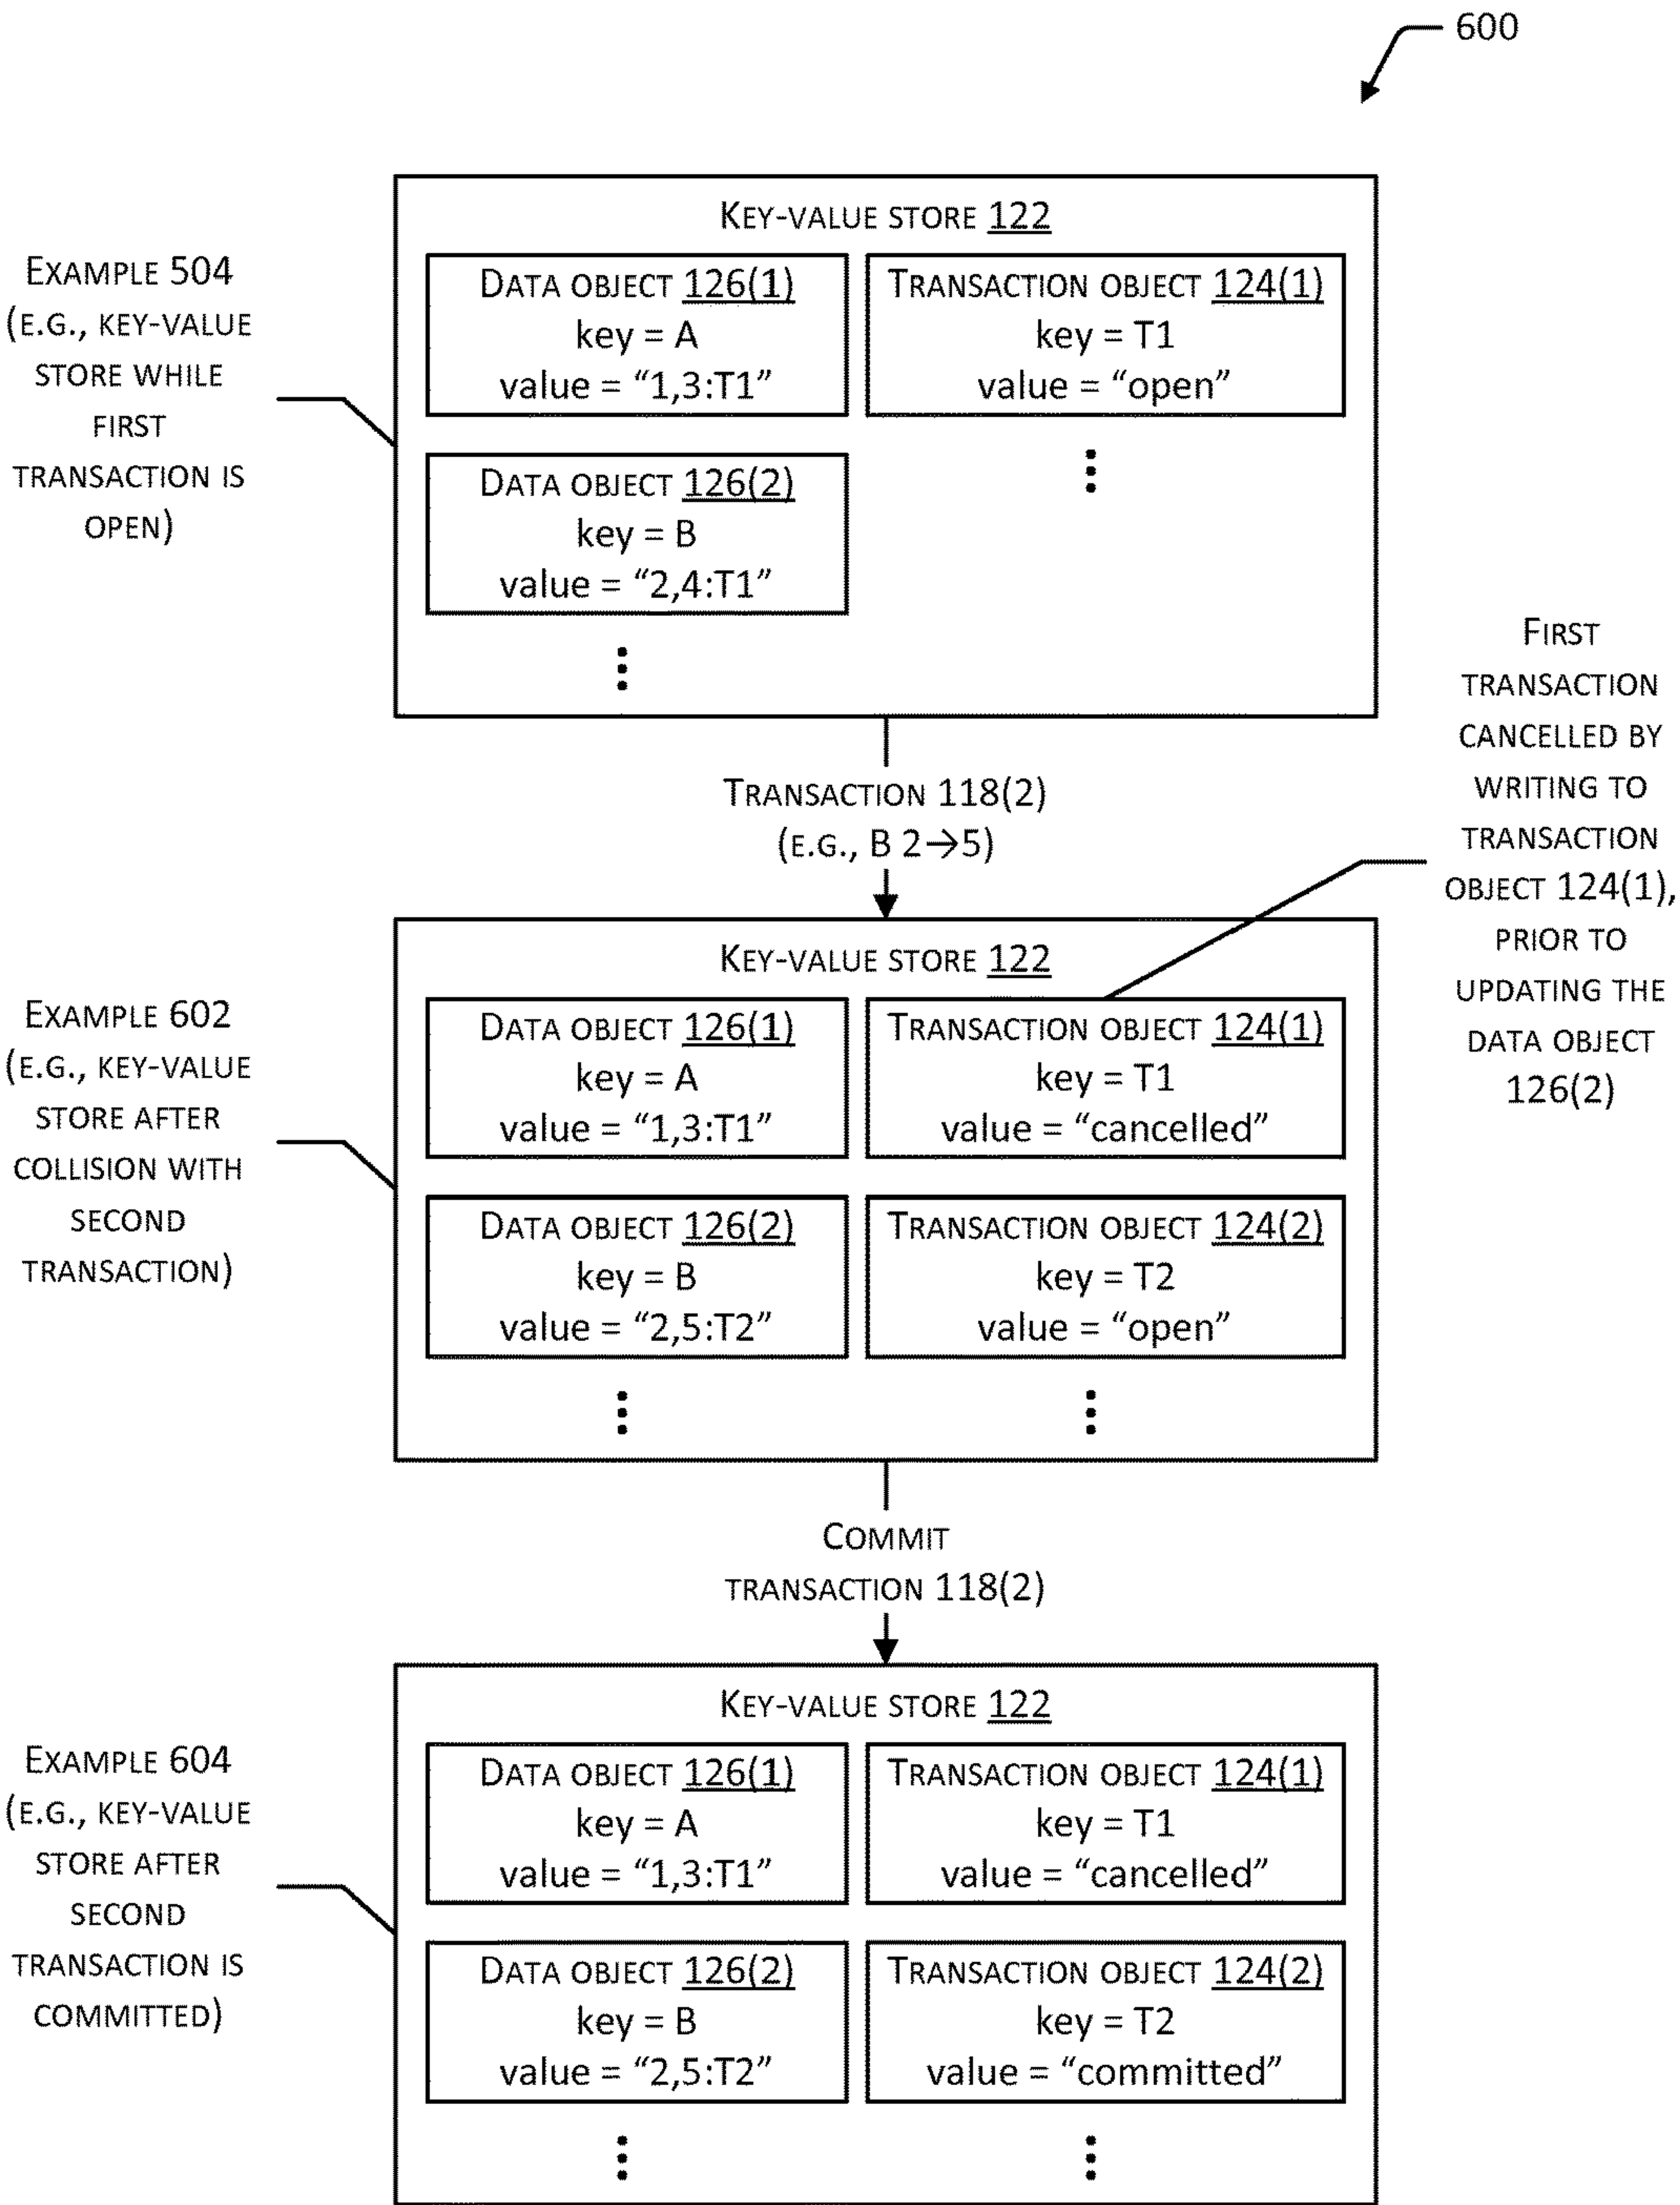 600
KEY-VALUE STORE 122
EXAMPLE 504
(E.G., KEY-VALUE
STORE WHILE
FIRST
TRANSACTION IS
OPEN)
DATA OBJECT 126(1)
key = A
value = “1,3:T1”
TRANSACTION OBJECT 124(1)
key = T1
value = “open”
DATA OBJECT 126(2)
key = B
value = “2,4:T1”
TRANSACTION 118(2)
(E.G., B 2→5)
FIRST
TRANSACTION
CANCELLED BY
WRITING TO
TRANSACTION
OBJECT 124(1),
PRIOR TO
UPDATING THE
DATA OBJECT
126(2)
KEY-VALUE STORE 122
EXAMPLE 602
(E.G., KEY-VALUE
STORE AFTER
COLLISION WITH
SECOND
TRANSACTION)
DATA OBJECT 126(1)
key = A
value = “1,3:T1”
TRANSACTION OBJECT 124(1)
key = T1
value = “cancelled”
DATA OBJECT 126(2)
key = B
value = “2,5:T2”
TRANSACTION OBJECT 124(2)
key = T2
value = “open”
COMMIT
TRANSACTION 118(2)
KEY-VALUE STORE 122
EXAMPLE 604
(E.G., KEY-VALUE
STORE AFTER
SECOND
TRANSACTION IS
COMMITTED)
DATA OBJECT 126(1)
key = A
value = “1,3:T1”
TRANSACTION OBJECT 124(1)
key = T1
value = “cancelled”
DATA OBJECT 126(2)
key = B
value = “2,5:T2”
TRANSACTION OBJECT 124(2)
key = T2
value = “committed”